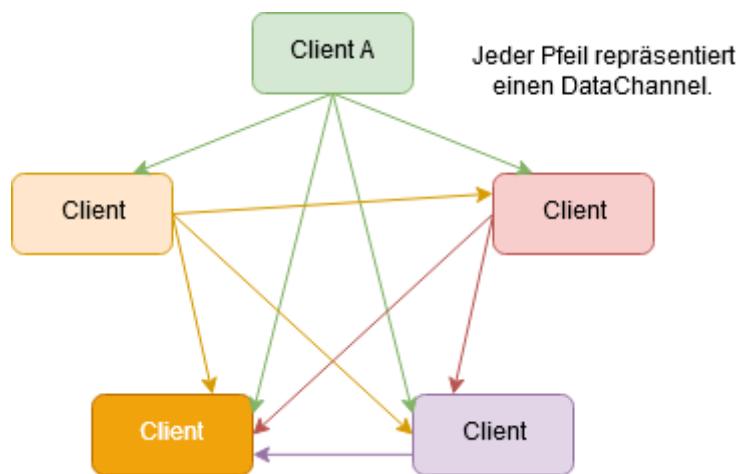 Client A
Jeder Pfeil repräsentiert
einen DataChannel.
Client
Client
Client
Client